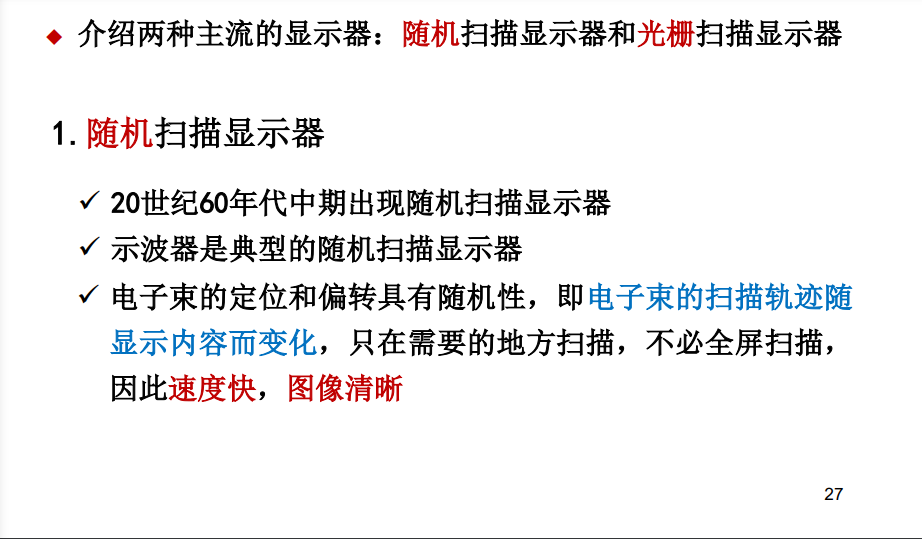 ◆ 介绍两种主流的显示器：随机扫描显示器和光栅扫描显示器
1. 随机扫描显示器
✓ 20世纪60年代中期出现随机扫描显示器
✓ 示波器是典型的随机扫描显示器
✓ 电子束的定位和偏转具有随机性，即电子束的扫描轨迹随
显示内容而变化，只在需要的地方扫描，不必全屏扫描，
因此速度快，图像清晰
27